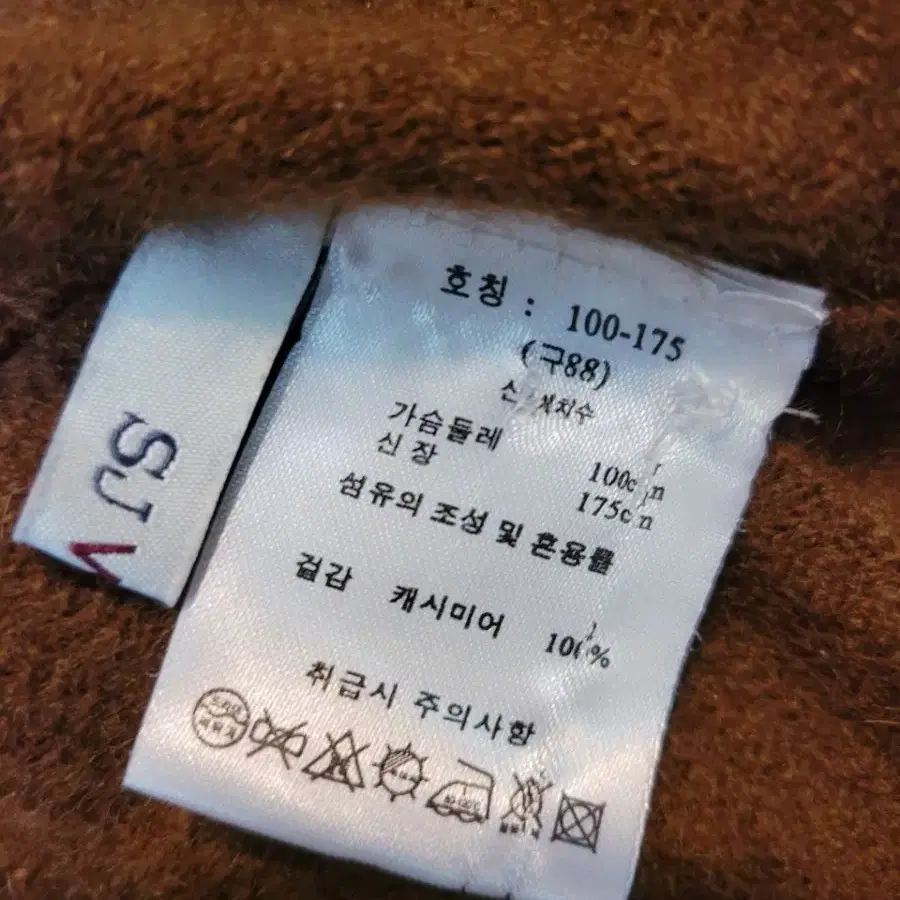 호칭 : 100-175
(구88)
가슴둘레 100cm
신 장 175cm
섬유의 조성 및 혼용률
겉감 캐시미어 100%
취급시 주의사항
SJ